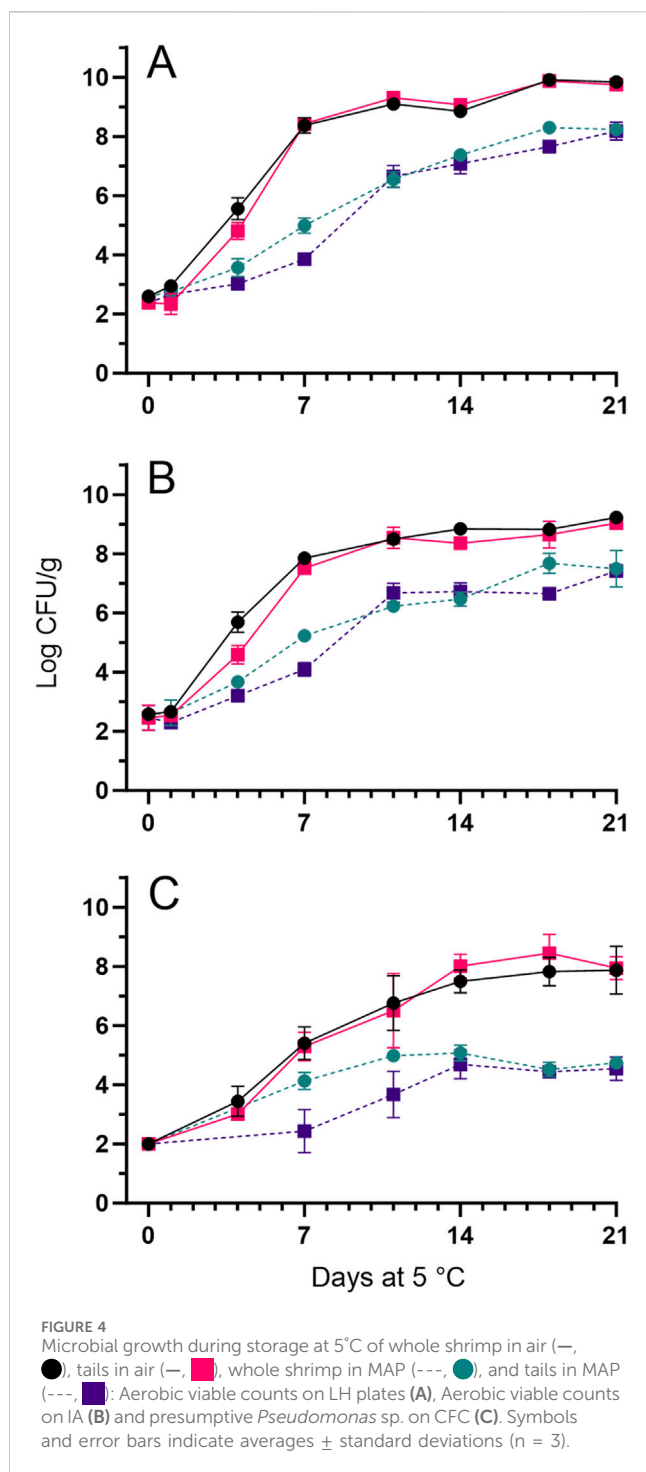 A
10
8
6
4
2
0
0 7 14 21
B
10
8
6
4
2
0
0 7 14 21
Log CFU/g
C
10
8
6
4
2
0
0 7 14 21
Days at 5 °C
FIGURE 4
Microbial growth during storage at 5°C of whole shrimp in air (—,
), tails in air (—, ), whole shrimp in MAP (---, ), and tails in MAP
(---, ): Aerobic viable counts on LH plates (A), Aerobic viable counts
on IA (B) and presumptive Pseudomonas sp. on CFC (C). Symbols
and error bars indicate averages ± standard deviations (n = 3).